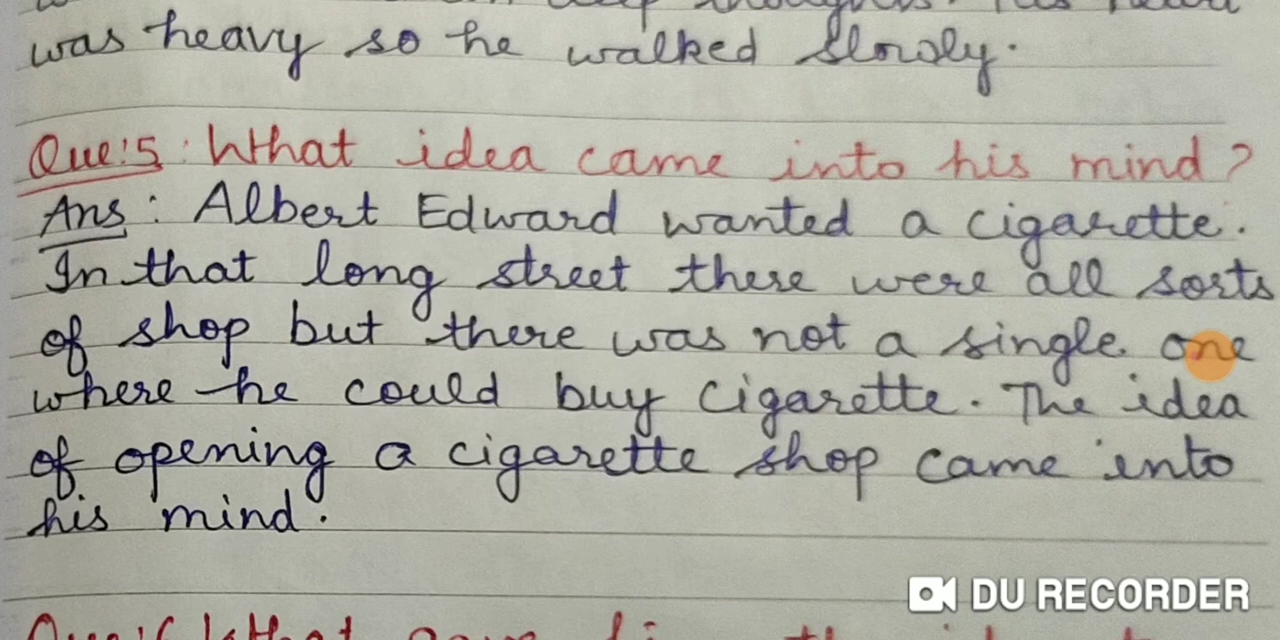 was heavy so he walked slowly.
Que:5: What idea came into his mind?
Ans: Albert Edward wanted a cigarette.
In that long street there were all sorts
of shop but there was not a single one
where he could buy cigarette. The idea
of opening a cigarette shop came into
his mind.
DU RECORDER